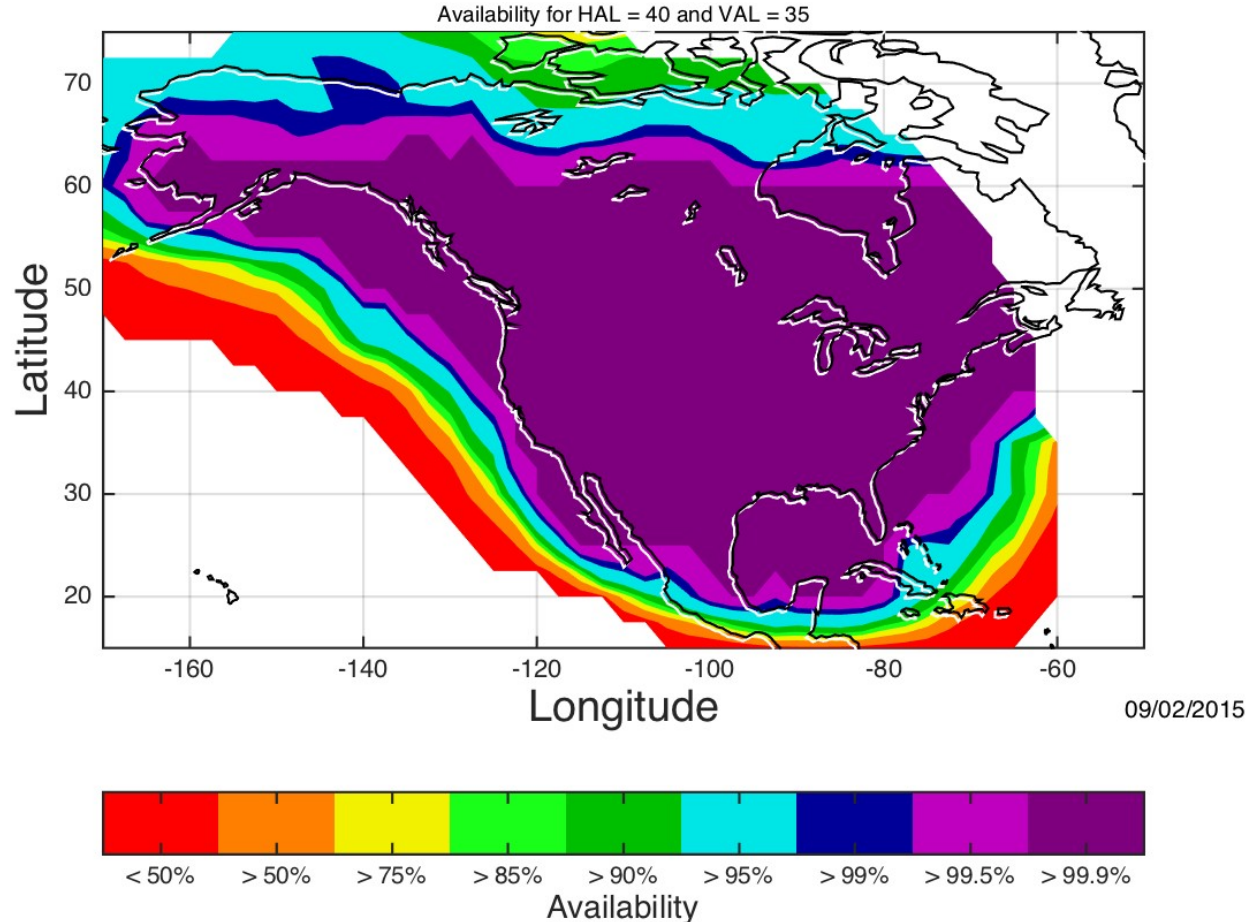 Availability for HAL = 40 and VAL = 35
70
60
50
40
30
20
Latitude
-160 -140 -120 -100 -80 -60
Longitude
09/02/2015
< 50% > 50% > 75% > 85% > 90% > 95% > 99% > 99.5% > 99.9%
Availability